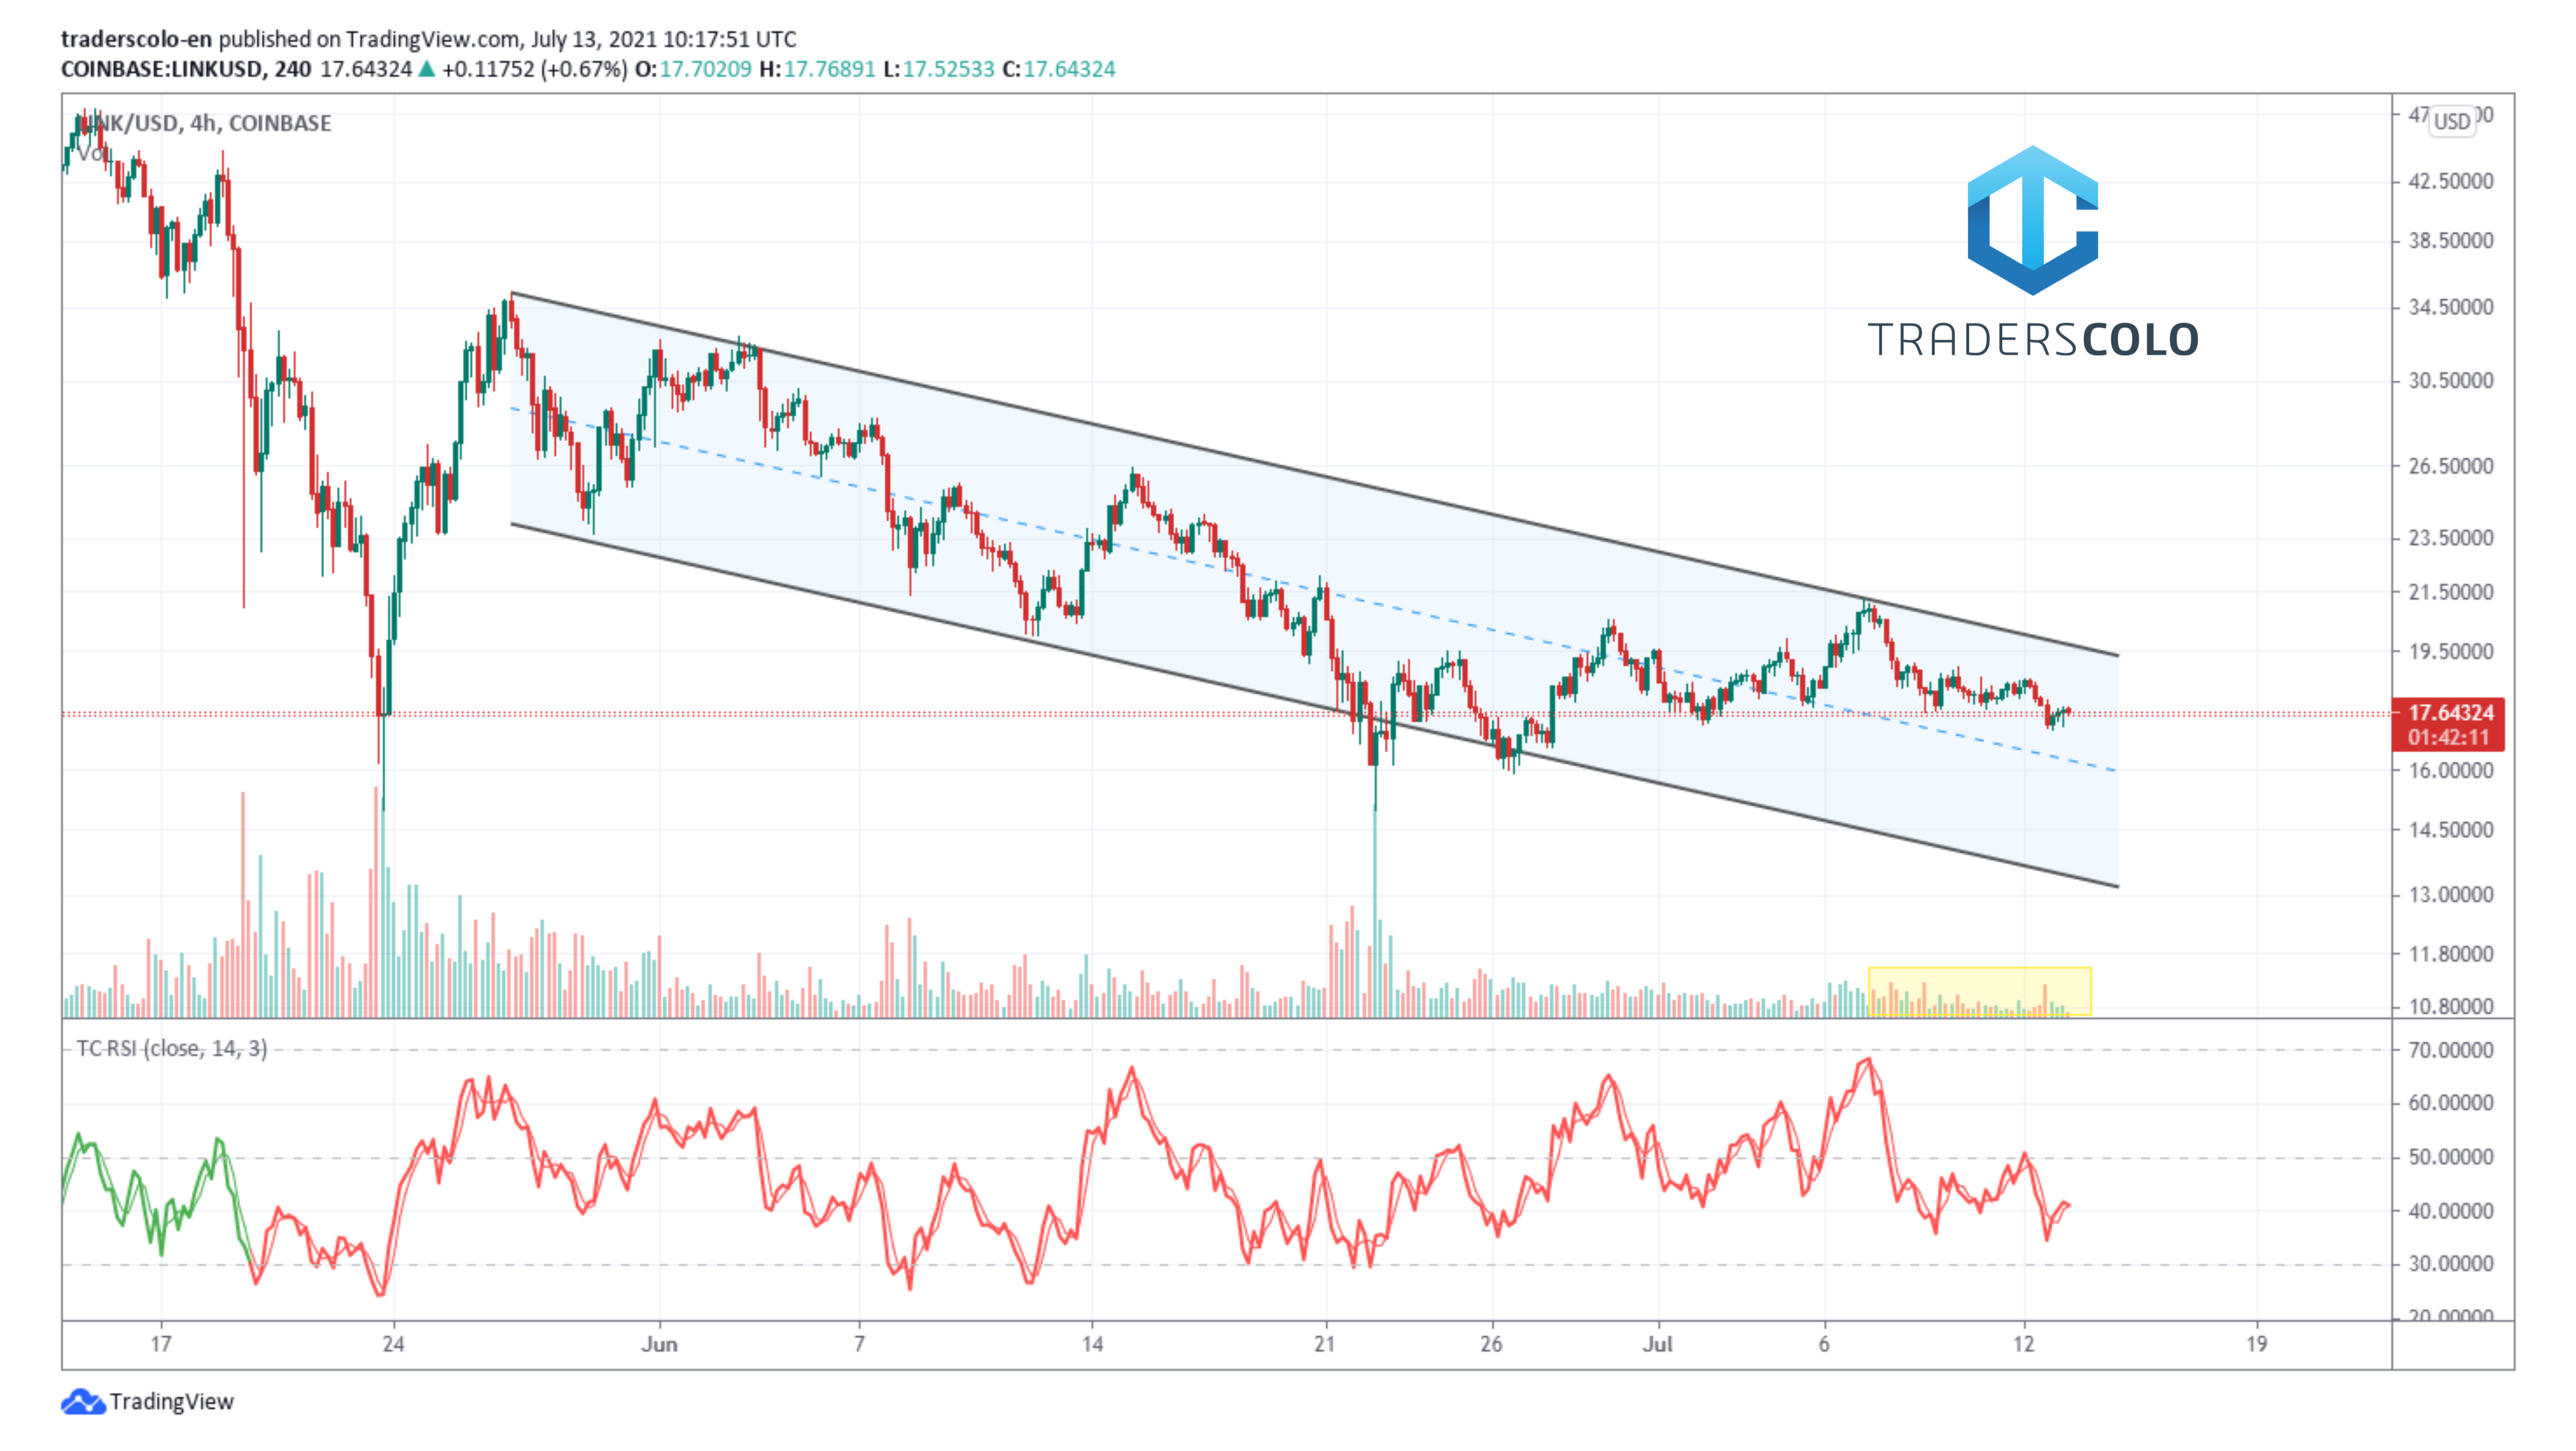 traderscolo-en published on TradingView.com, July 13, 2021 10:17:51 UTC
COINBASE:LINKUSD, 240 17.64324 ▲ +0.11752 (+0.67%) O:17.70209 H:17.76891 L:17.52533 C:17.64324
LINK/USD, 4h, COINBASE
Vol
USD
42.50000
38.50000
34.50000
30.50000
26.50000
23.50000
21.50000
19.50000
17.64324
01:42:11
16.00000
14.50000
13.00000
11.80000
10.80000
TRADERSCOLO
TC RSI (close, 14, 3)
70.00000
60.00000
50.00000
40.00000
30.00000
20.00000
17 24 Jun 7 14 21 26 Jul 6 12 19
TradingView